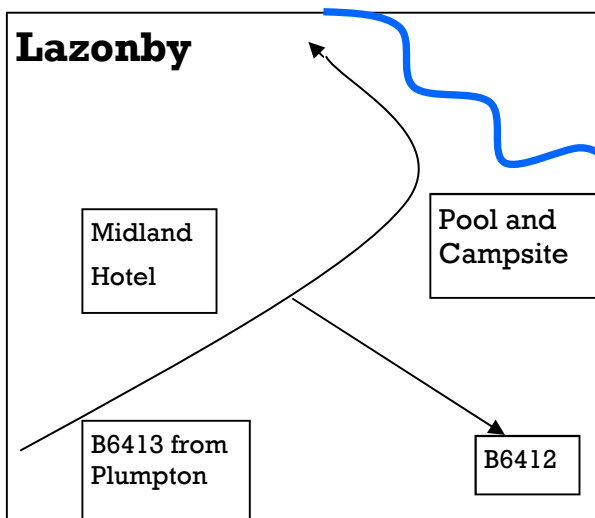 Lazonby
Midland
Hotel
Pool and
Campsite
B6413 from
Plumpton
B6412